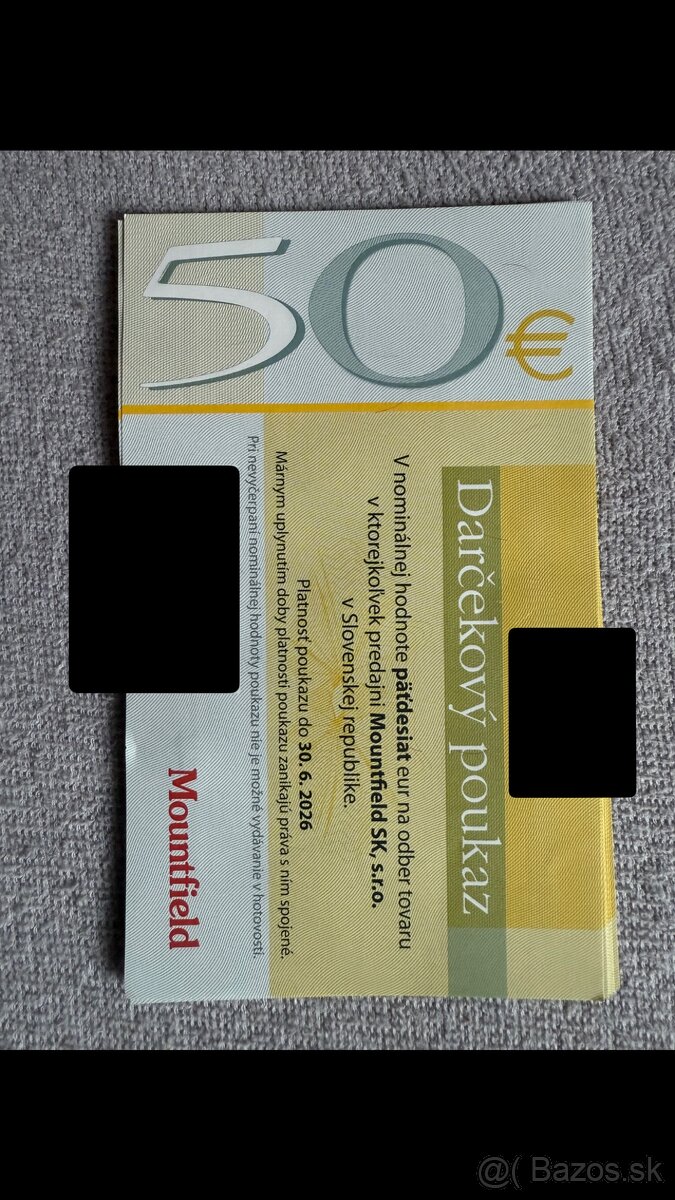 50 €
Darčekový poukaz
V nominálnej hodnote päťdesiat eur na odber tovaru
v ktorejkoľvek predajni Mountfield SK, s.r.o.
v Slovenskej republike.
Platnosť poukazu do 30. 6. 2026
Márnym uplynutím doby platnosti poukazu zanikajú práva s ním spojené.
Pri nevyčerpaní nominálnej hodnoty poukazu nie je možné vydávanie v hotovosti.
Mountfield
@( Bazos.sk